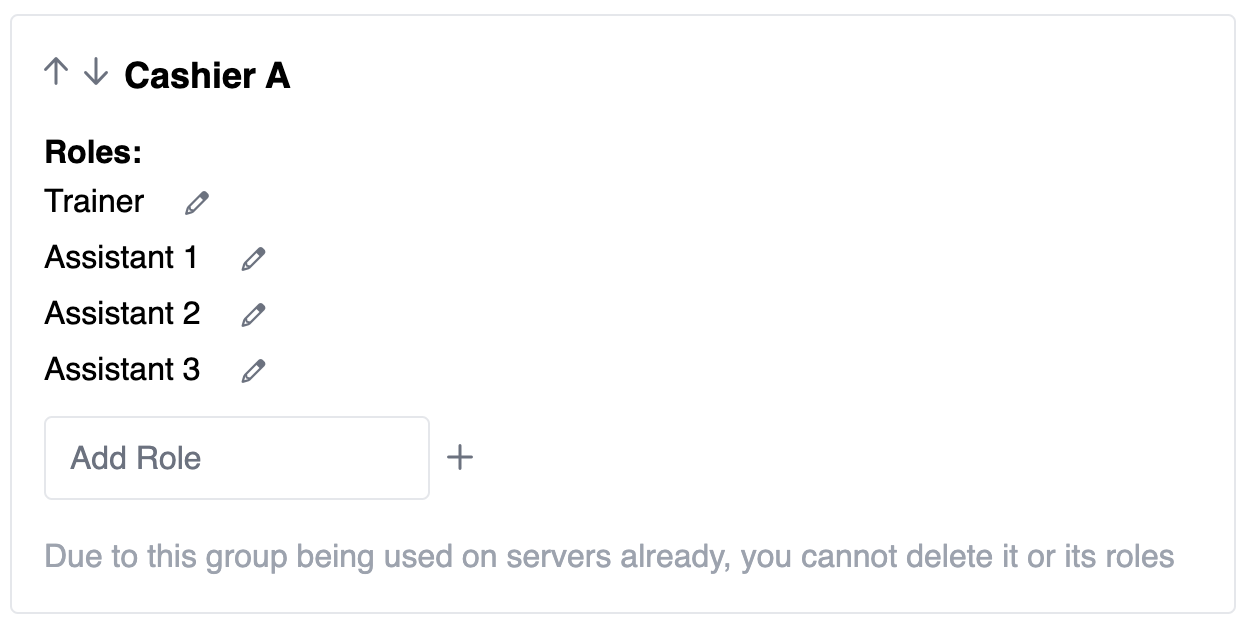 Cashier A
Roles:
Trainer
Assistant 1
Assistant 2
Assistant 3
Add Role
Due to this group being used on servers already, you cannot delete it or its roles